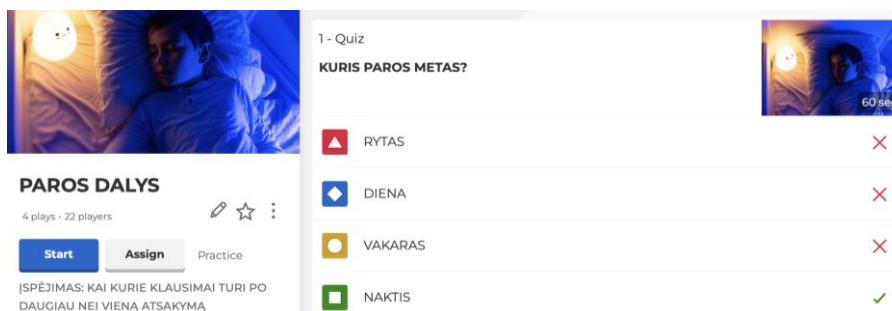 PAROS DALYS
4 plays · 22 players
Start
Assign
Practice
ĮSPĖJIMAS: KAI KURIE KLAUSIMAI TURI PO
DAUGIAU NEI VIENĄ ATSAKYMĄ
1 - Quiz
KURIS PAROS METAS?
60 sec
RYTAS
DIENA
VAKARAS
NAKTIS